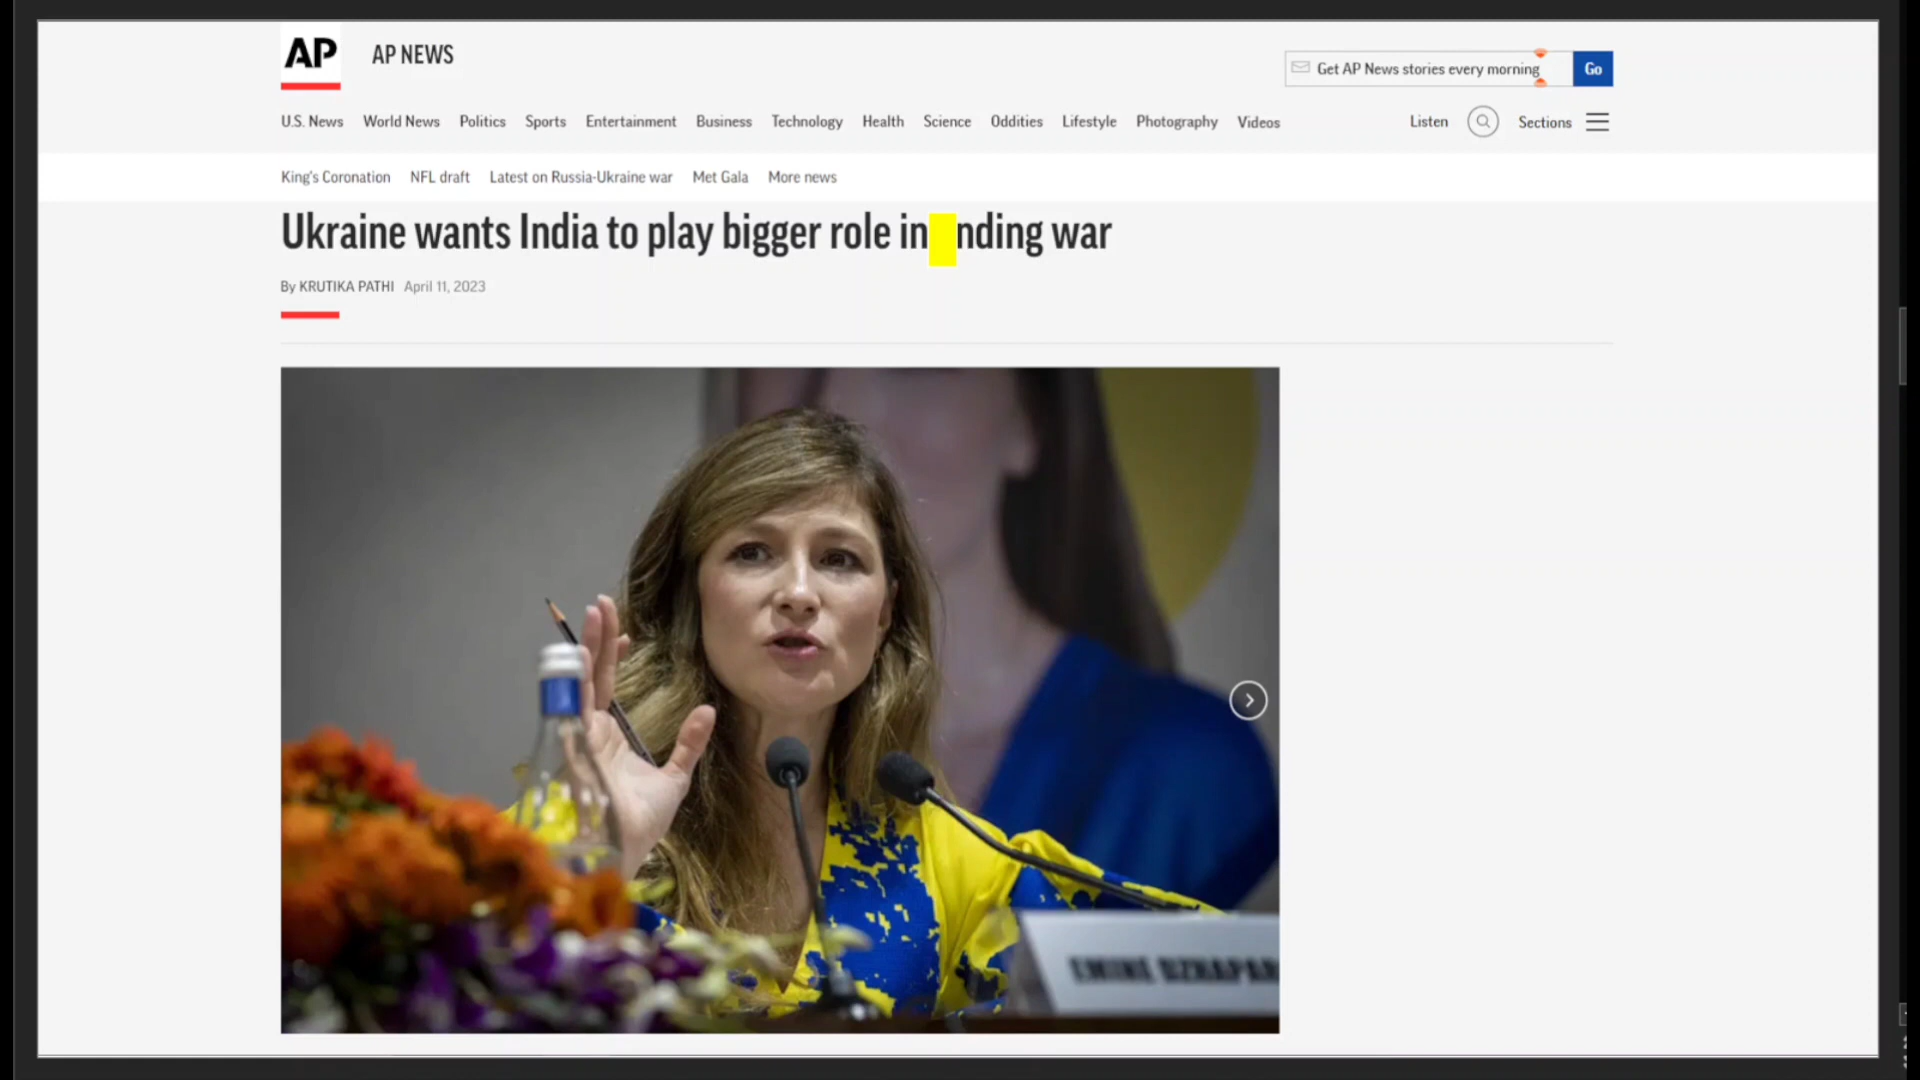 AP AP NEWS
Get AP News stories every morning Go
U.S. News World News Politics Sports Entertainment Business Technology Health Science Oddities Lifestyle Photography Videos Listen Sections
King's Coronation NFL draft Latest on Russia-Ukraine war Met Gala More news
Ukraine wants India to play bigger role in nding war
By KRUTIKA PATHI April 11, 2023
EMINE DZHAPAR